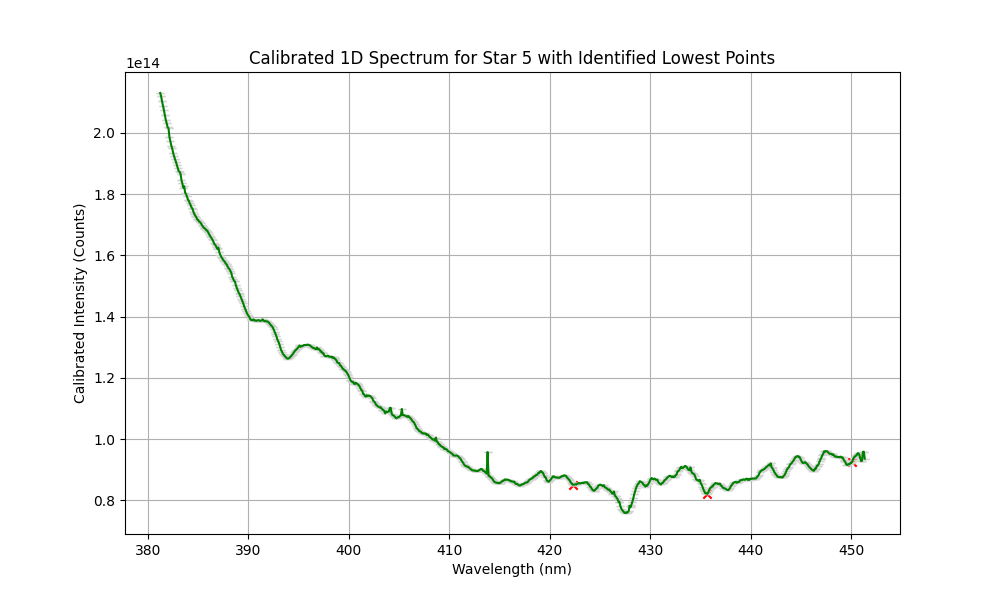 Calibrated 1D Spectrum for Star 5 with Identified Lowest Points
1e14
2.0
1.8
1.6
1.4
1.2
1.0
0.8
Calibrated Intensity (Counts)
380 390 400 410 420 430 440 450
Wavelength (nm)